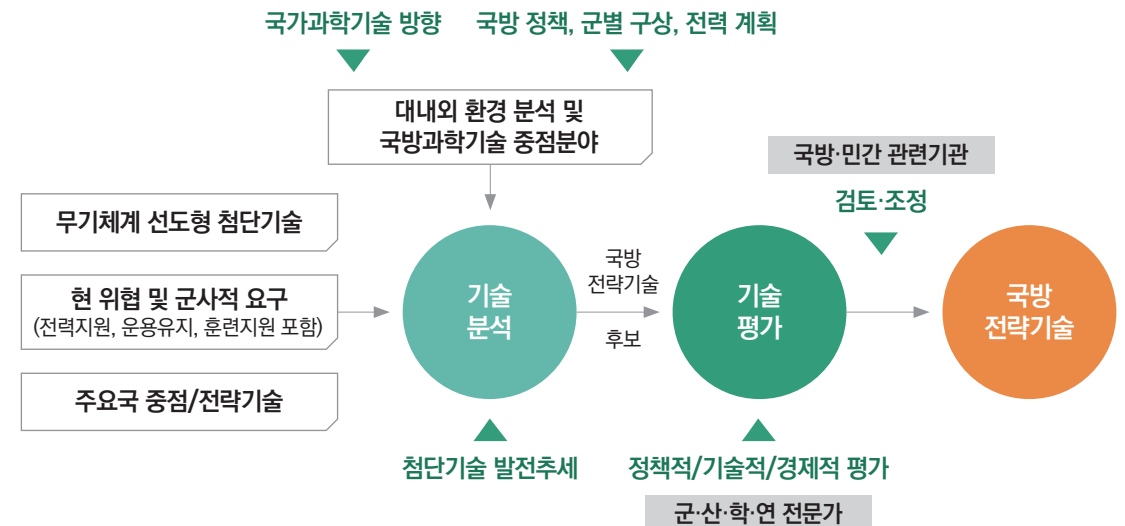 국가과학기술 방향
국방 정책, 군별 구상, 전력 계획
대내외 환경 분석 및
국방과학기술 중점분야
국방·민간 관련기관
검토·조정
무기체계 선도형 첨단기술
현 위협 및 군사적 요구
(전력지원, 운용유지, 훈련지원 포함)
주요국 중점/전략기술
기술
분석
국방
전략기술
후보
기술
평가
국방
전략기술
첨단기술 발전추세
정책적/기술적/경제적 평가
군·산·학·연 전문가